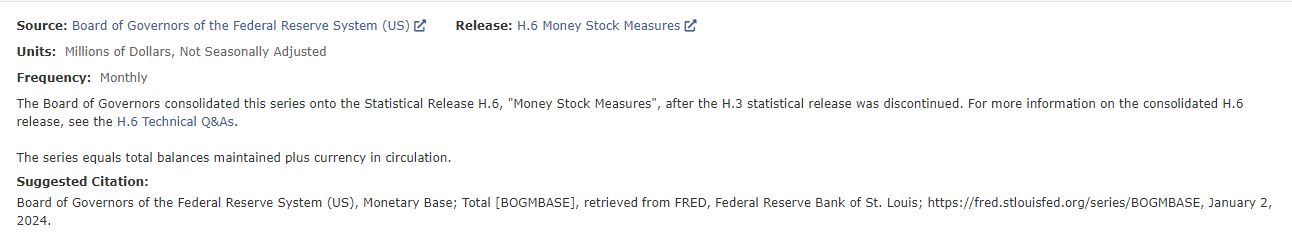 Source: Board of Governors of the Federal Reserve System (US) Release: H.6 Money Stock Measures
Units: Millions of Dollars, Not Seasonally Adjusted
Frequency: Monthly
The Board of Governors consolidated this series onto the Statistical Release H.6, "Money Stock Measures", after the H.3 statistical release was discontinued. For more information on the consolidated H.6
release, see the H.6 Technical Q&As.
The series equals total balances maintained plus currency in circulation.
Suggested Citation:
Board of Governors of the Federal Reserve System (US), Monetary Base; Total [BOGMBASE], retrieved from FRED, Federal Reserve Bank of St. Louis; https://fred.stlouisfed.org/series/BOGMBASE, January 2,
2024.